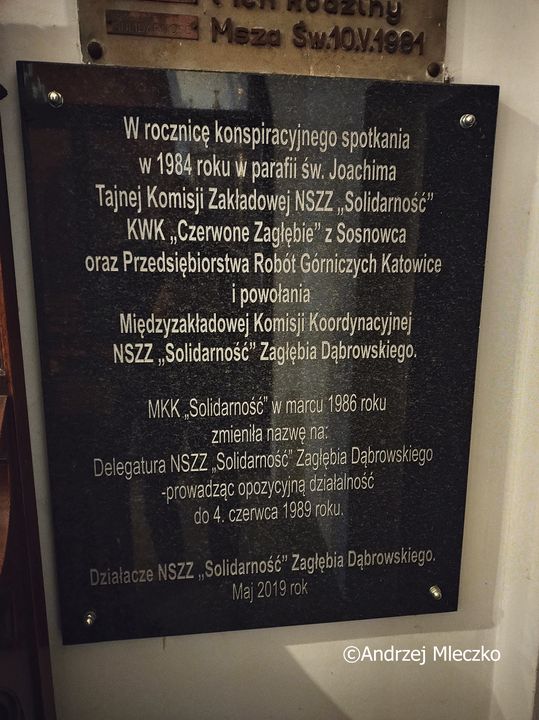 Rodziny
Msza Św.10.V.1981
W rocznicę konspiracyjnego spotkania
w 1984 roku w parafii św. Joachima
Tajnej Komisji Zakładowej NSZZ „Solidarność”
KWK „Czerwone Zagłębie” z Sosnowca
oraz Przedsiębiorstwa Robót Górniczych Katowice
i powołania
Międzyzakładowej Komisji Koordynacyjnej
NSZZ „Solidarność” Zagłębia Dąbrowskiego.
MKK „Solidarność” w marcu 1986 roku
zmieniła nazwę na:
Delegatura NSZZ „Solidarność” Zagłębia Dąbrowskiego
-prowadząc opozycyjną działalność
do 4. czerwca 1989 roku.
Działacze NSZZ „Solidarność” Zagłębia Dąbrowskiego.
Maj 2019 rok
©Andrzej Mleczko